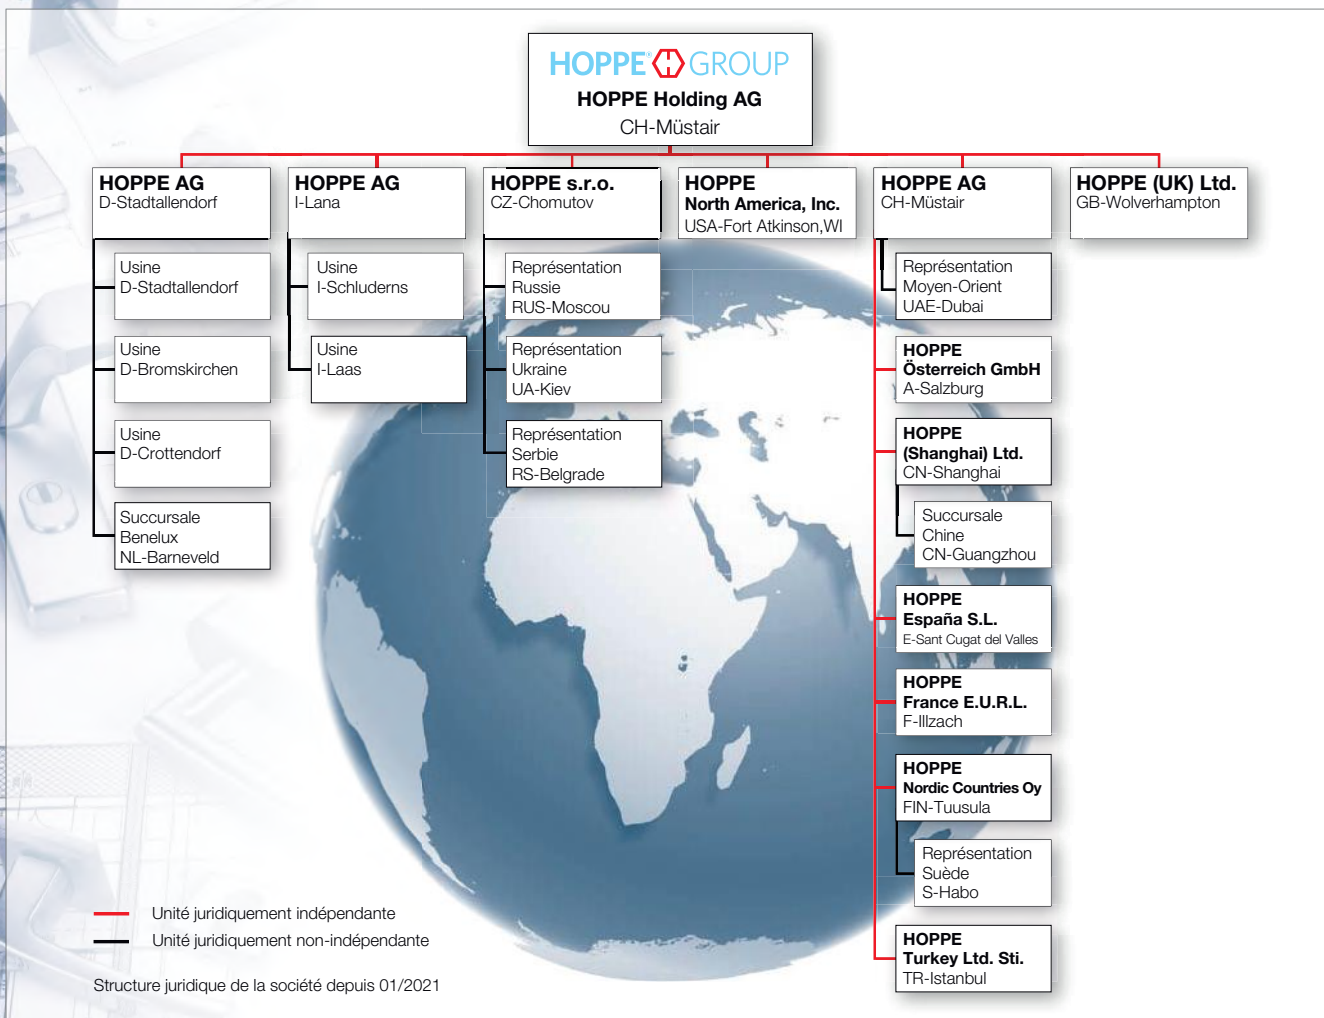 HOPPE GROUP
HOPPE Holding AG
CH-Müstair
HOPPE AG
D-Stadtallendorf
Usine
D-Stadtallendorf
Usine
D-Bromskirchen
Usine
D-Crottendorf
Succursale
Benelux
NL-Barneveld
HOPPE AG
I-Lana
Usine
I-Schluderns
Usine
I-Laas
HOPPE s.r.o.
CZ-Chomutov
Représentation
Russie
RUS-Moscou
Représentation
Ukraine
UA-Kiev
Représentation
Serbie
RS-Belgrade
HOPPE
North America, Inc.
USA-Fort Atkinson,WI
HOPPE AG
CH-Müstair
Représentation
Moyen-Orient
UAE-Dubai
HOPPE
Österreich GmbH
A-Salzburg
HOPPE
(Shanghai) Ltd.
CN-Shanghai
Succursale
Chine
CN-Guangzhou
HOPPE
España S.L.
E-Sant Cugat del Valles
HOPPE
France E.U.R.L.
F-Illzach
HOPPE
Nordic Countries Oy
FIN-Tuusula
Représentation
Suède
S-Habo
HOPPE
Turkey Ltd. Sti.
TR-Istanbul
HOPPE (UK) Ltd.
GB-Wolverhampton
Unité juridiquement indépendante
Unité juridiquement non-indépendante
Structure juridique de la société depuis 01/2021